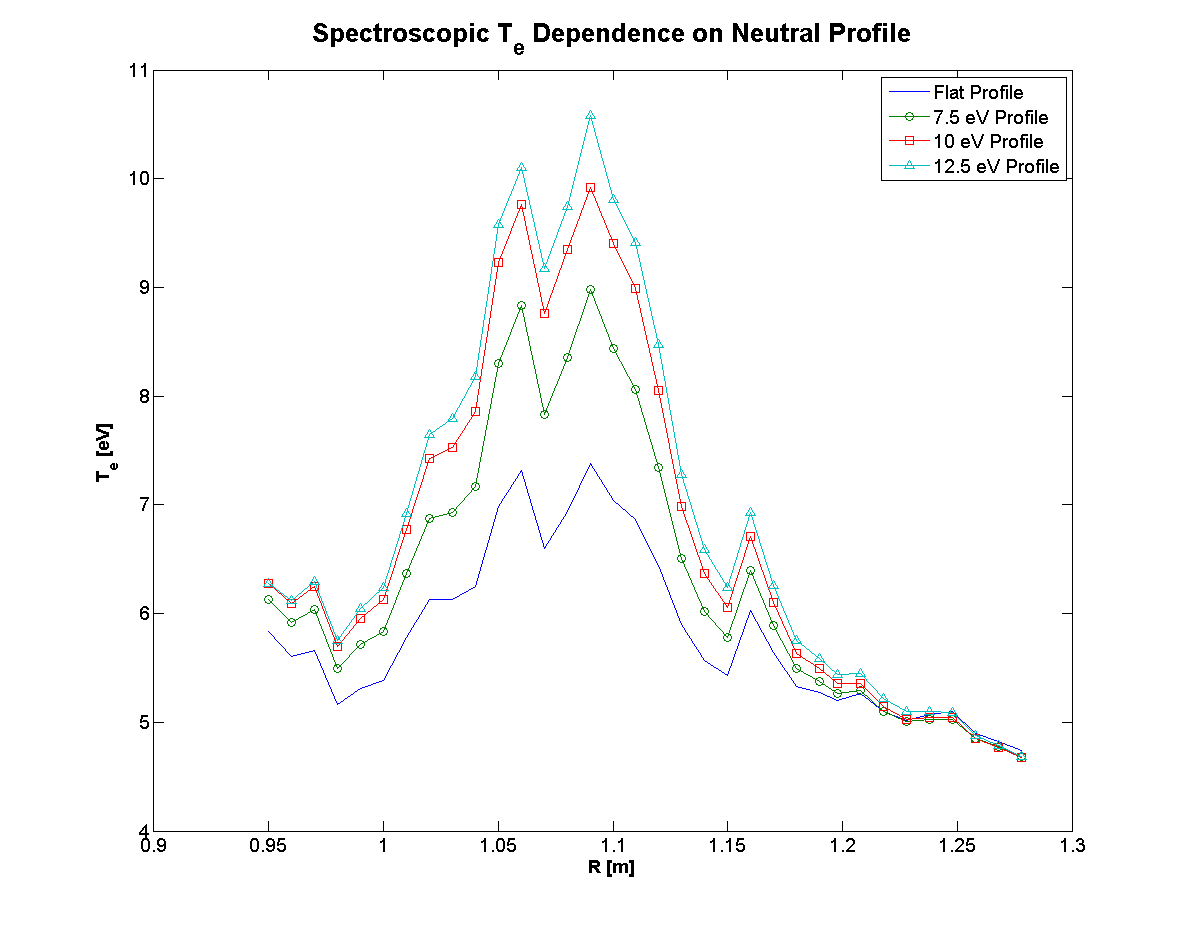 Spectroscopic Te Dependence on Neutral Profile
11
10
9
8
7
6
5
4
Te [eV]
Flat Profile
7.5 eV Profile
10 eV Profile
12.5 eV Profile
0.9 0.95 1 1.05 1.1 1.15 1.2 1.25 1.3
R [m]